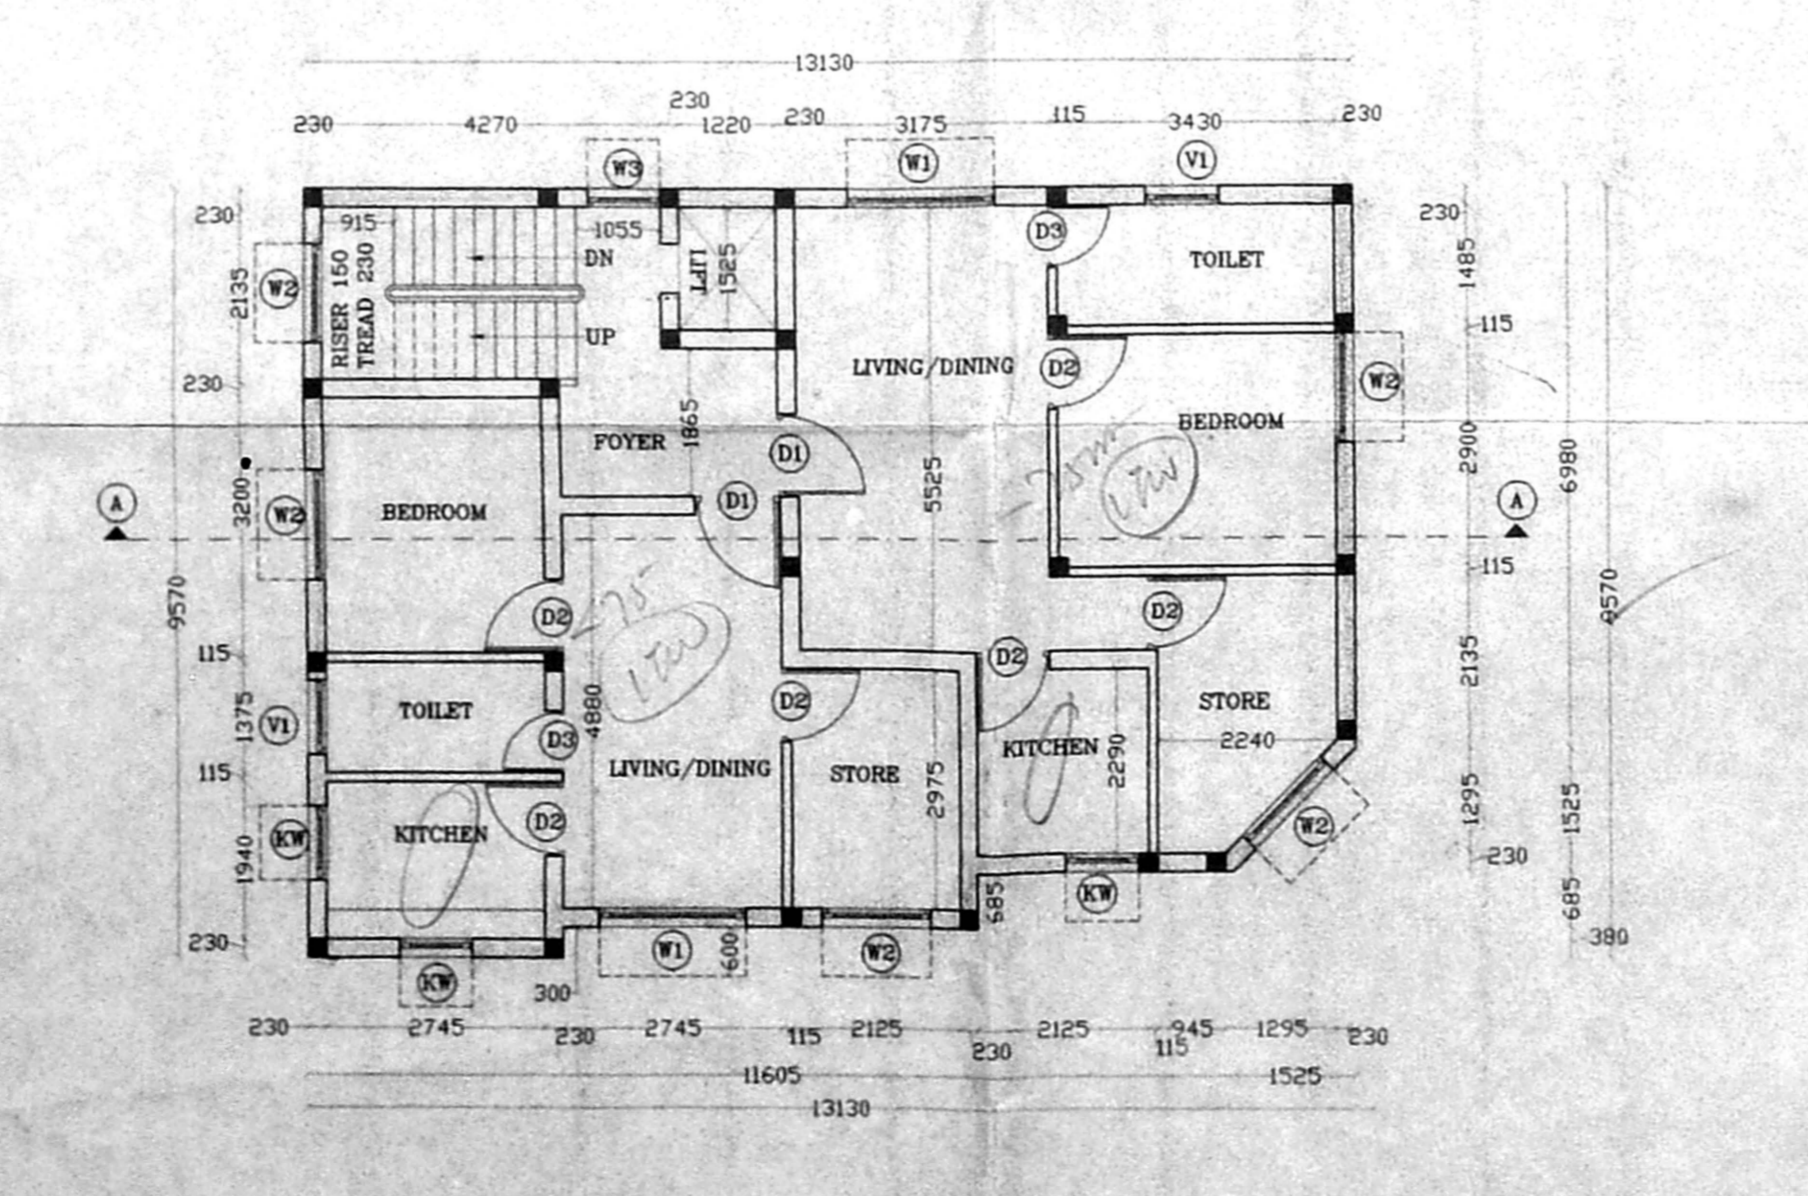 13130
230 4270 230 1220 230 3175 115 3430 230
W3 W1 V1
230 915 1055 D3 230
W2 2135 RISER 150 TREAD 230 DN LIFT 1525 TOILET 1485
UP 115
230 LIVING/DINING D2 W2
FOYER 1865 D1 BEDROOM 2900 6980
A 3200 W2 BEDROOM D1 5525 A
115
9570 D2 D2 9570
115 D2 2135
V1 1375 TOILET D3 4880 D2 STORE
115 LIVING/DINING STORE 2975 KITCHEN 2290 2240
KW 1940 KITCHEN D2 W2 1295 1525
230
230 W1 600 W2 685 KW 685 380
KW 300
230 2745 230 2745 115 2125 230 2125 115 945 1295 230
11605 1525
13130